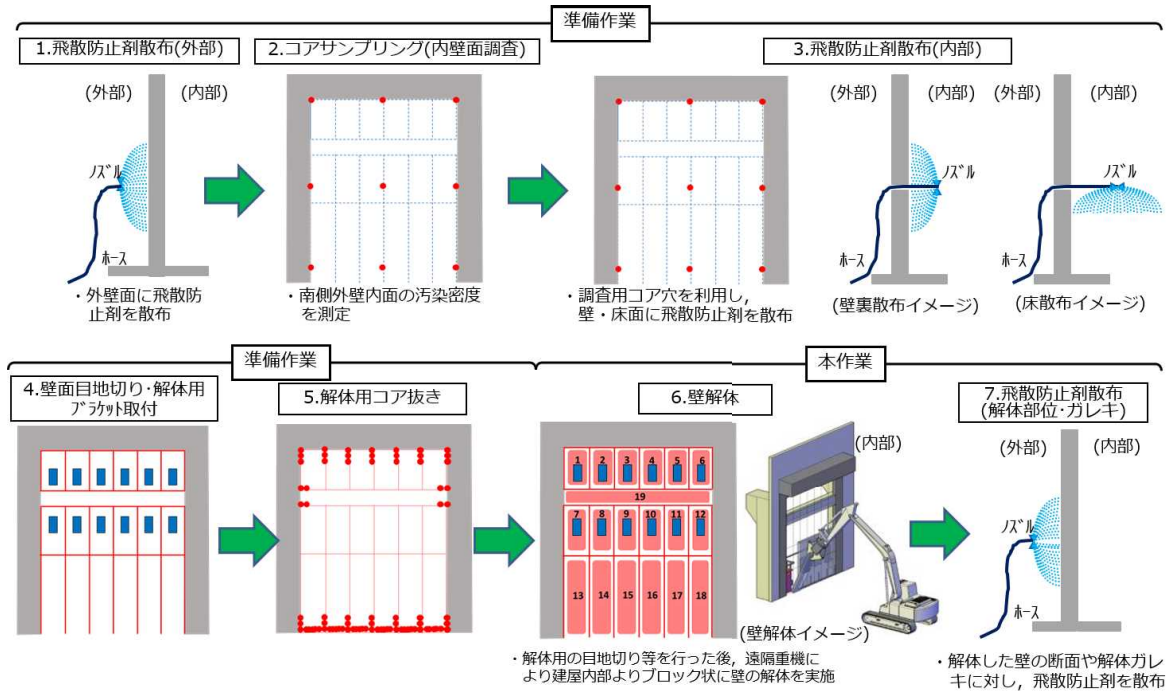 準備作業
1.飛散防止剤散布(外部)
2.コアサンプリング(内壁面調査)
3.飛散防止剤散布(内部)
(外部)
(内部)
ﾉｽﾞﾙ
ﾎｰｽ
・外壁面に飛散防
止剤を散布
・南側外壁内面の汚染密度
を測定
・調査用コア穴を利用し，
壁・床面に飛散防止剤を散布
(外部)
(内部)
ﾉｽﾞﾙ
ﾎｰｽ
(壁裏散布イメージ)
(外部)
(内部)
ﾉｽﾞﾙ
ﾎｰｽ
(床散布イメージ)
準備作業
本作業
4.壁面目地切り･解体用
ﾌﾞﾗｹｯﾄ取付
5.解体用コア抜き
6.壁解体
1 2 3 4 5 6
19
7 8 9 10 11 12
13 14 15 16 17 18
(内部)
(壁解体イメージ)
・解体用の目地切り等を行った後，遠隔重機に
より建屋内部よりブロック状に壁の解体を実施
7.飛散防止剤散布
(解体部位･ガレキ)
(外部)
(内部)
ﾉｽﾞﾙ
ﾎｰｽ
・解体した壁の断面や解体ガレ
キに対し，飛散防止剤を散布